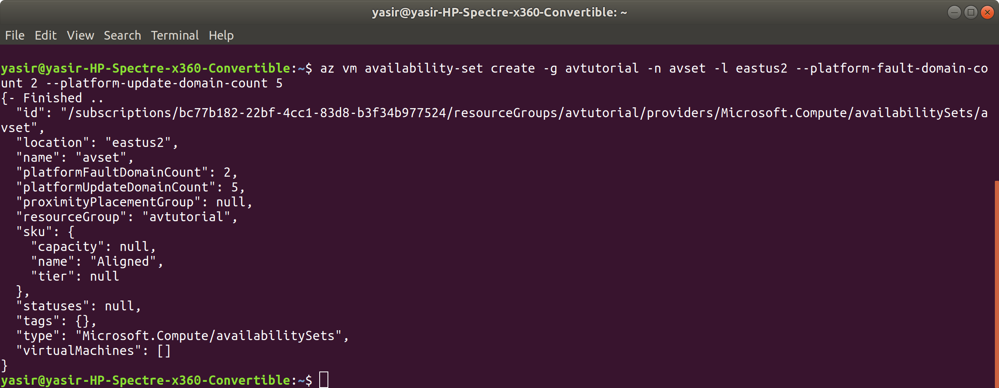 yasir@yasir-HP-Spectre-x360-Convertible: ~
File Edit View Search Terminal Help
yasir@yasir-HP-Spectre-x360-Convertible:~$ az vm availability-set create -g avtutorial -n avset -l eastus2 --platform-fault-domain-co
unt 2 --platform-update-domain-count 5
{- Finished ..
  "id": "/subscriptions/bc77b182-22bf-4cc1-83d8-b3f34b977524/resourceGroups/avtutorial/providers/Microsoft.Compute/availabilitySets/a
vset",
  "location": "eastus2",
  "name": "avset",
  "platformFaultDomainCount": 2,
  "platformUpdateDomainCount": 5,
  "proximityPlacementGroup": null,
  "resourceGroup": "avtutorial",
  "sku": {
    "capacity": null,
    "name": "Aligned",
    "tier": null
  },
  "statuses": null,
  "tags": {},
  "type": "Microsoft.Compute/availabilitySets",
  "virtualMachines": []
}
yasir@yasir-HP-Spectre-x360-Convertible:~$